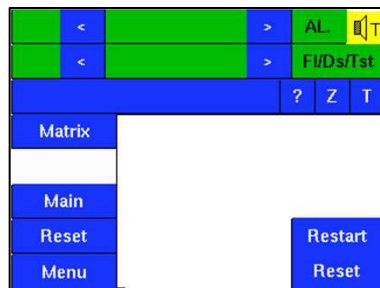 < > AL. T
< > Fl/Ds/Tst
? Z T
Matrix
Main
Reset Restart
Menu Reset